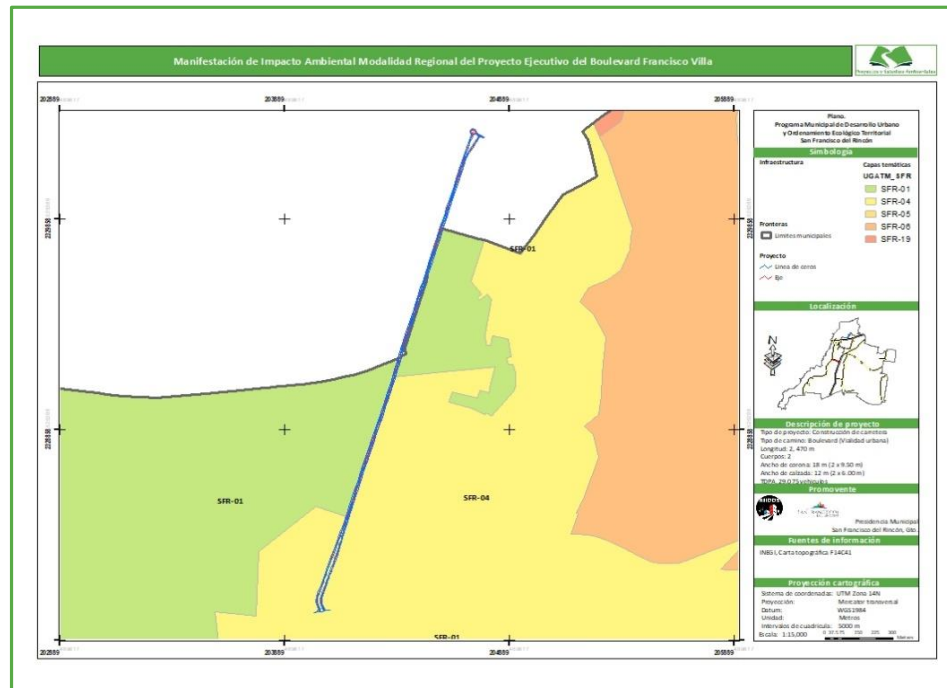 Manifestación de Impacto Ambiental Modalidad Regional del Proyecto Ejecutivo del Boulevard Francisco Villa
Proyectos y Estudios Ambientales
Plano.
Programa Municipal de Desarrollo Urbano
y Ordenamiento Ecológico Territorial
San Francisco del Rincón
Simbología
Infraestructura
Capas temáticas
UGATM_SFR
SFR-01
SFR-04
SFR-05
SFR-06
SFR-19
Fronteras
Limites municipales
Proyecto
Linea de ceros
Eje
Localización
N
Descripción de proyecto
Tipo de proyecto: Construcción de carretera
Tipo de camino: Boulevard (Vialidad urbana)
Longitud: 2, 470 m
Cuerpos: 2
Ancho de corona: 18 m (2 x 9.50 m)
Ancho de calzada: 12 m (2 x 6.00 m)
TDPA: 29,075 vehiculos
Promovente
Presidencia Municipal
San Francisco del Rincón, Gto.
Fuentes de información
INEGI, Carta topográfica F14C41
Proyección cartográfica
Sistema de coordenadas: UTM Zona 14N
Proyección: Mercator transversal
Datum: WGS1984
Unidad: Metros
Intervalos de cuadrícula: 5000 m
Escala: 1:15,000
Metros
SFR-01
SFR-01
SFR-04
SFR-01